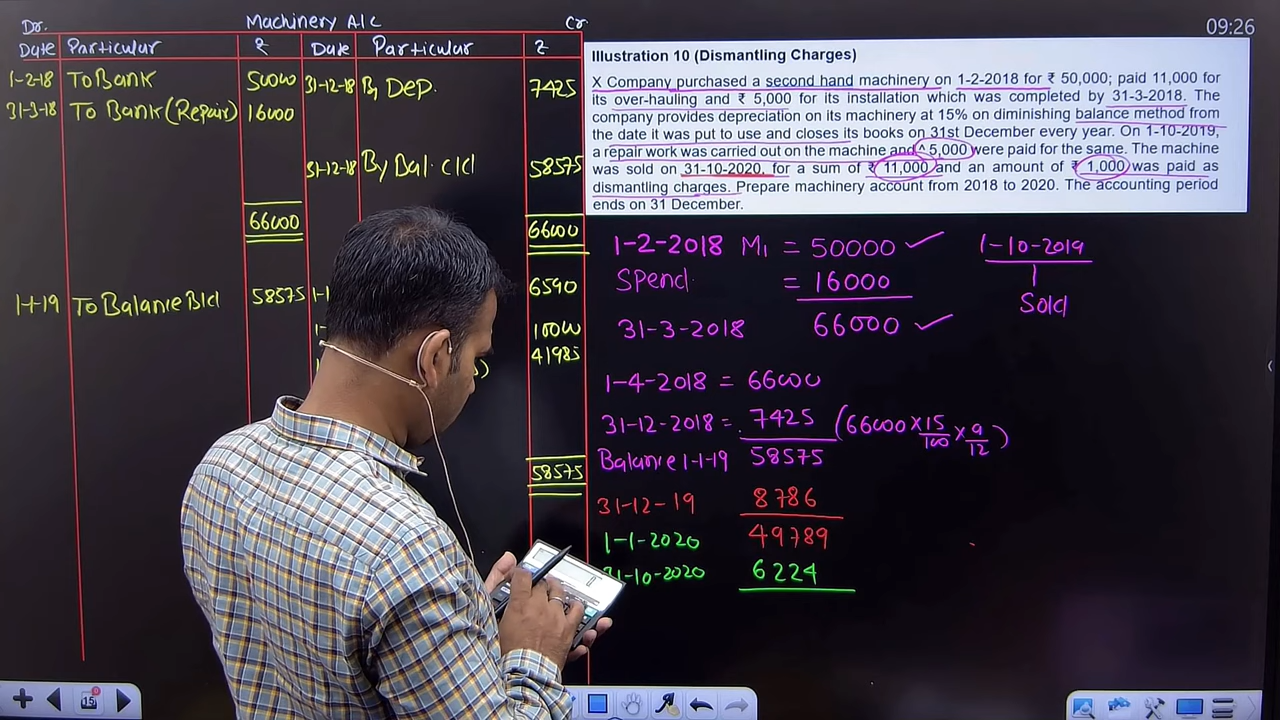 09:26
Dr. Machinery A/c Cr
Date Particular ₹ Date Particular ₹
1-2-18 To Bank 50000 31-12-18 By Dep. 7425
31-3-18 To Bank (Repair) 16000
31-12-18 By Bal. c/d 58575
66000 66000
1-1-19 To Balance B/d 58575 6590
10000
41985
58575
Illustration 10 (Dismantling Charges)
X Company purchased a second hand machinery on 1-2-2018 for ₹ 50,000; paid 11,000 for
its over-hauling and ₹ 5,000 for its installation which was completed by 31-3-2018. The
company provides depreciation on its machinery at 15% on diminishing balance method from
the date it was put to use and closes its books on 31st December every year. On 1-10-2019,
a repair work was carried out on the machine and ^ 5,000 were paid for the same. The machine
was sold on 31-10-2020, for a sum of ₹ 11,000 and an amount of ₹ 1,000 was paid as
dismantling charges. Prepare machinery account from 2018 to 2020. The accounting period
ends on 31 December.
1-2-2018 M1 = 50000
Spend = 16000
31-3-2018 66000
1-10-2019
Sold
1-4-2018 = 66000
31-12-2018 = 7425 (66000 × 15/100 × 9/12)
Balance 1-1-19 58575
31-12-19 8786
1-1-2020 49789
31-10-2020 6224
15